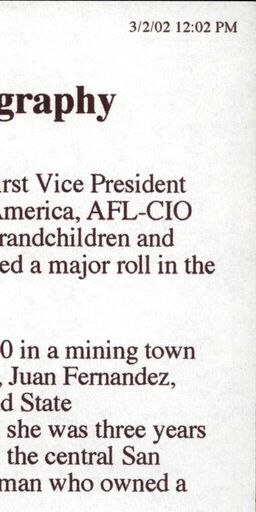 3/2/02 12:02 PM
graphy
irst Vice President
America, AFL-CIO
randchildren and
ed a major roll in the
0 in a mining town
, Juan Fernandez,
d State
she was three years
the central San
man who owned a